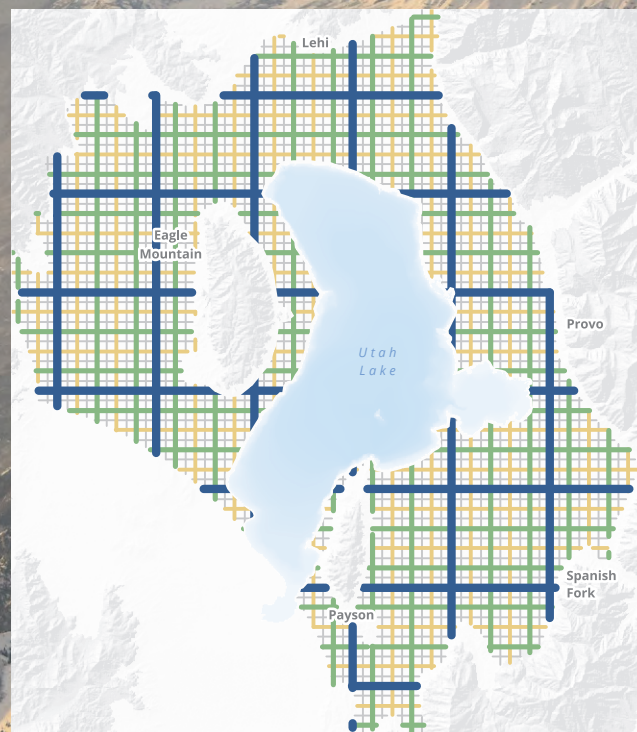 Lehi
Eagle
Mountain
Provo
Utah
Lake
Spanish
Fork
Payson